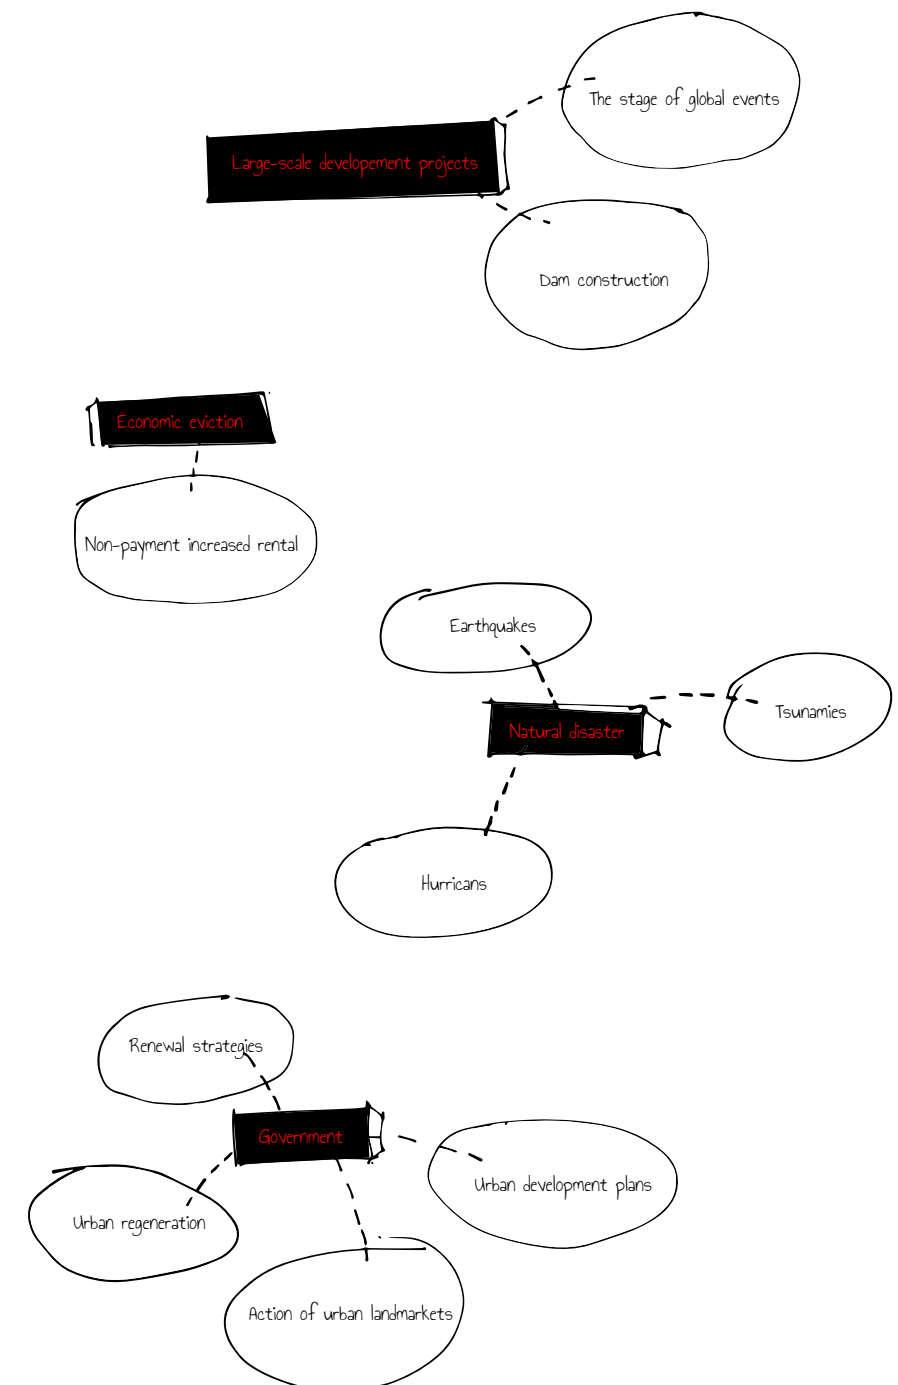 The stage of global events
Large-scale developement projects
Dam construction
Economic eviction
Non-payment increased rental
Earthquakes
Tsunamies
Natural disaster
Hurricans
Renewal strategies
Government
Urban development plans
Urban regeneration
Action of urban landmarkets